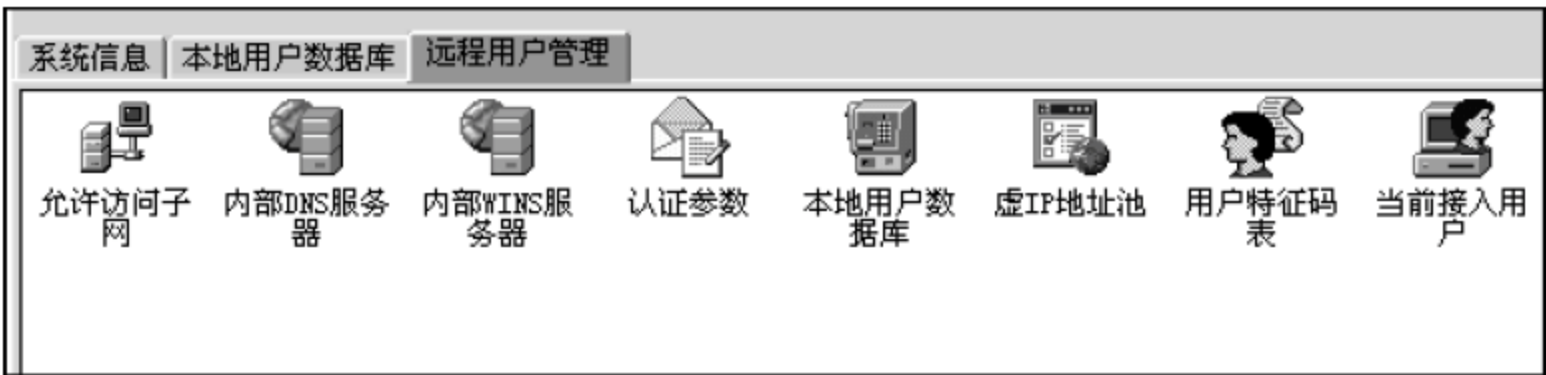 系统信息 本地用户数据库 远程用户管理
允许访问子 内部DNS服务 内部WINS服 认证参数 本地用户数 虚IP地址池 用户特征码 当前接入用
网 器 务器 据库 表 户